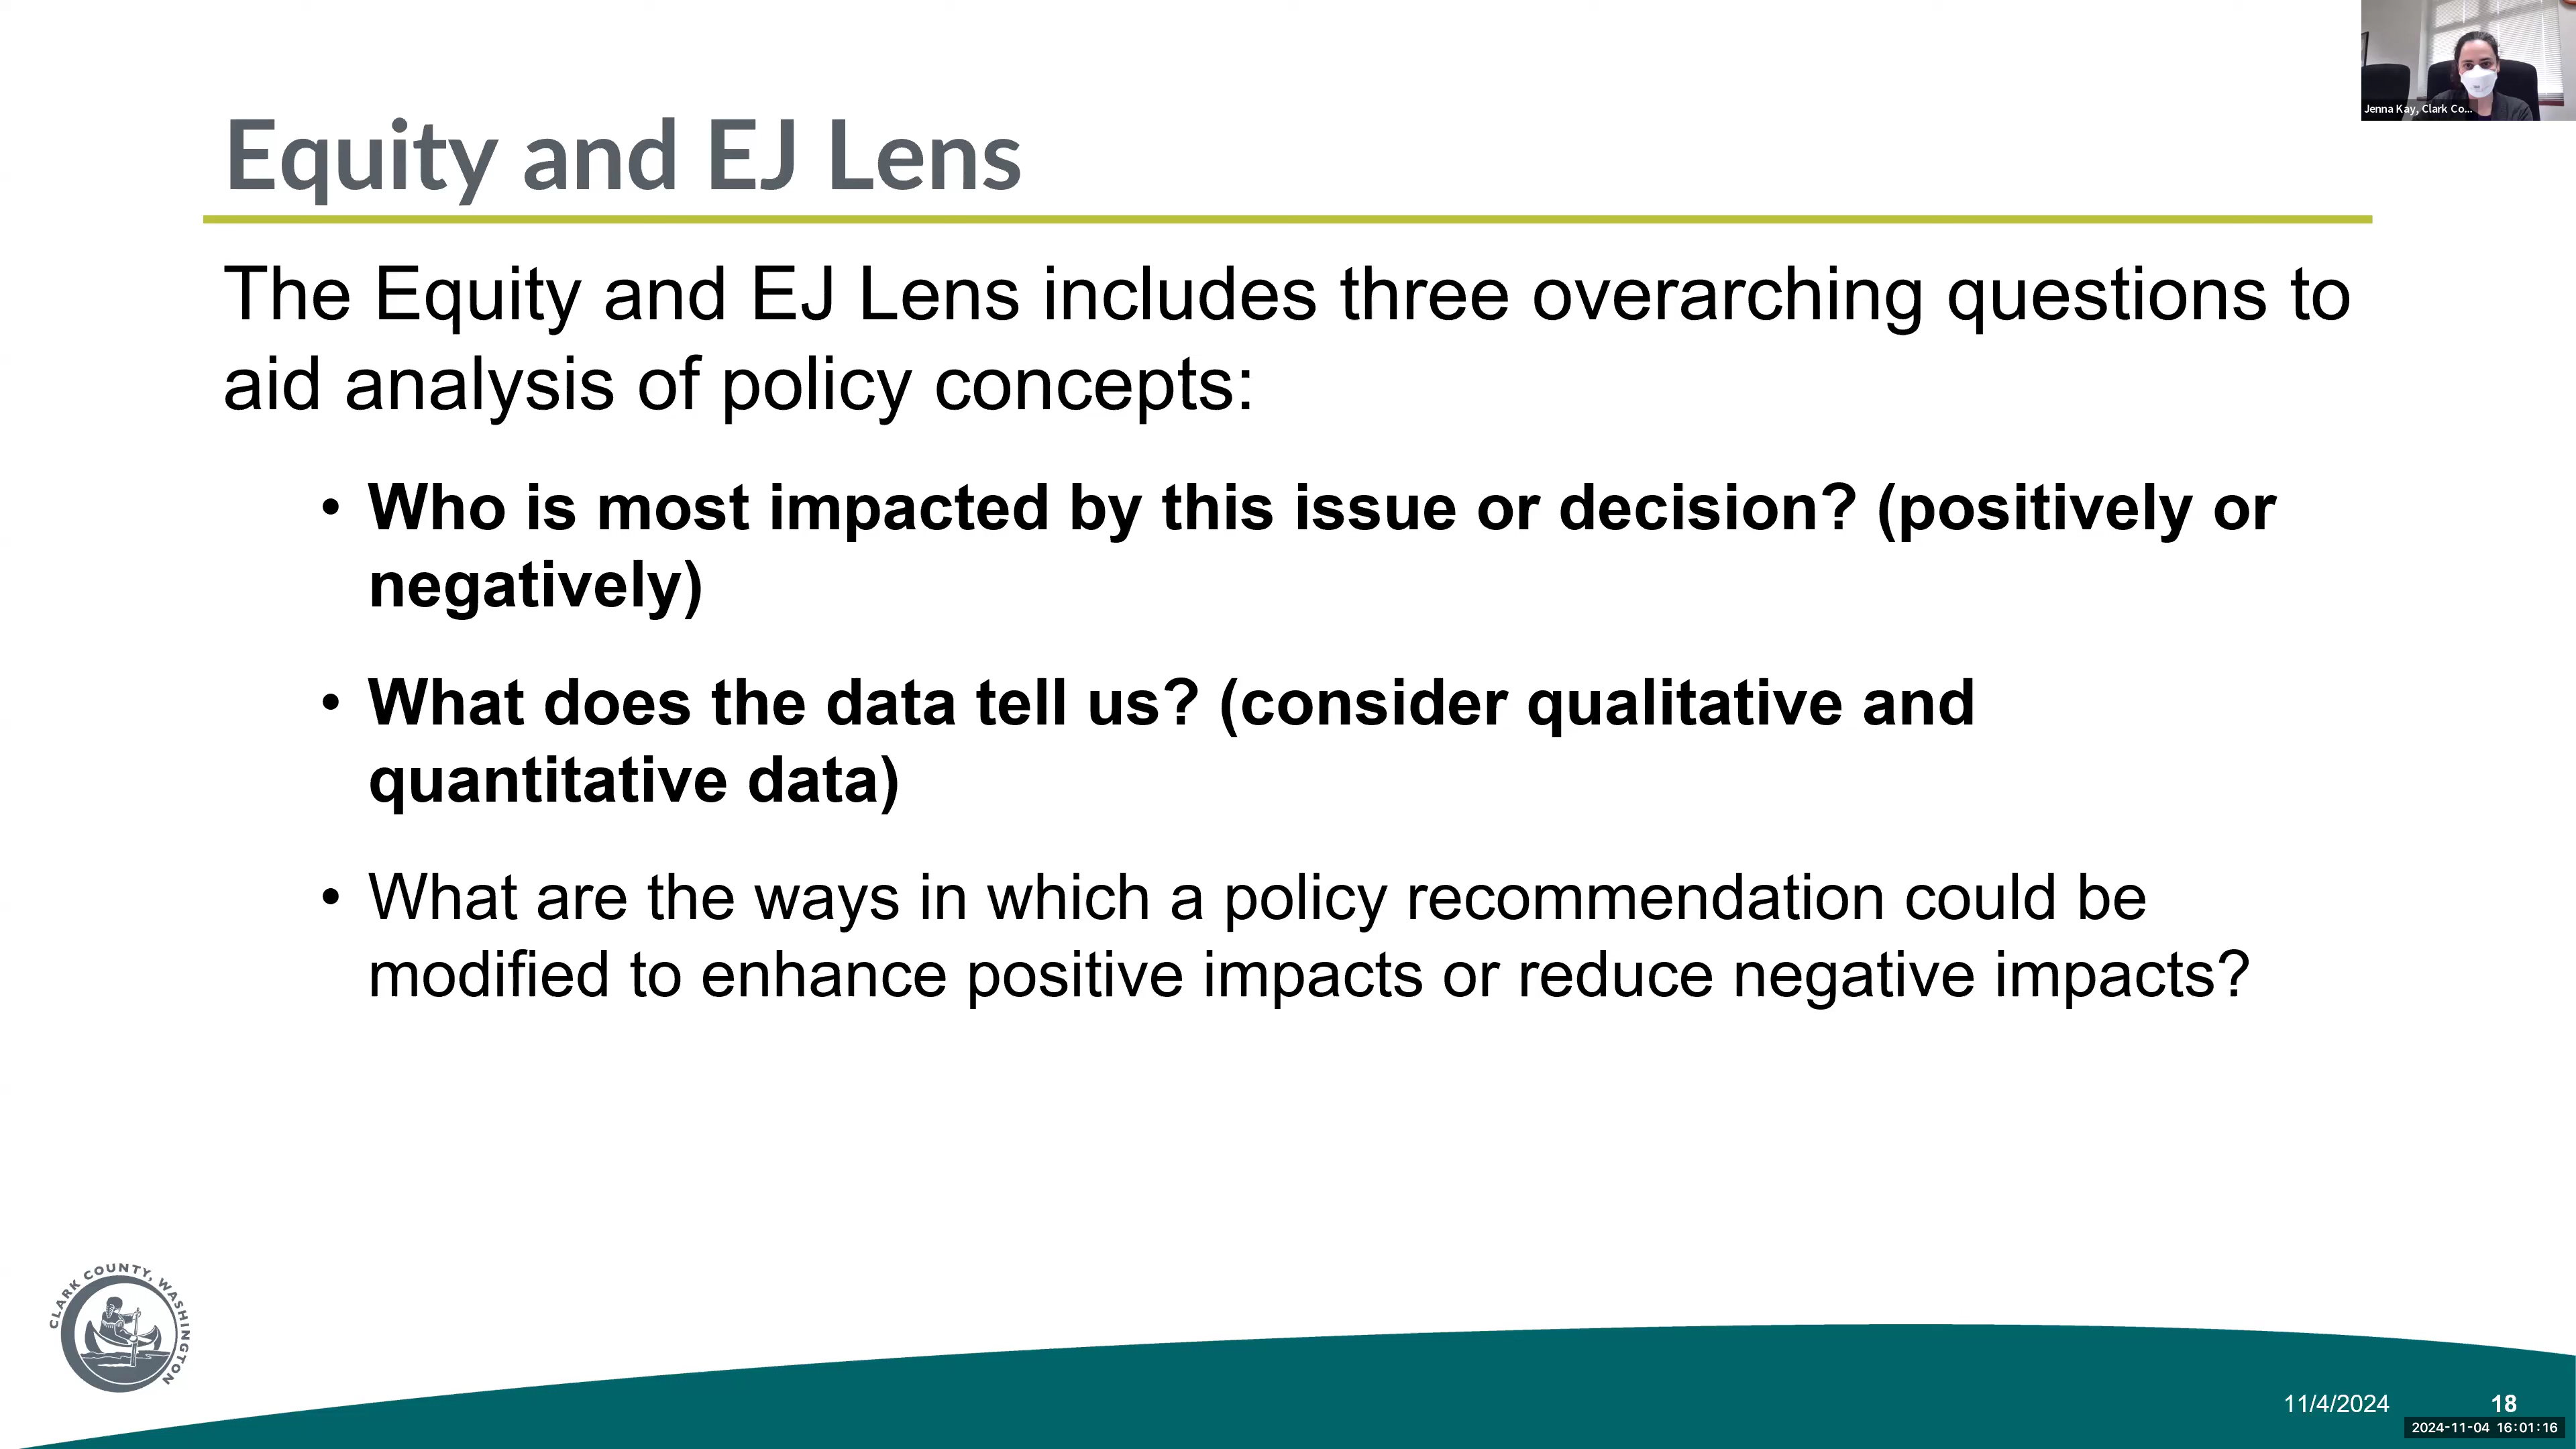 Jenna Kay, Clark Co...
Equity and EJ Lens
The Equity and EJ Lens includes three overarching questions to
aid analysis of policy concepts:
• Who is most impacted by this issue or decision? (positively or
negatively)
• What does the data tell us? (consider qualitative and
quantitative data)
• What are the ways in which a policy recommendation could be
modified to enhance positive impacts or reduce negative impacts?
CLARK COUNTY, WASHINGTON
11/4/2024
18
2024-11-04 16:01:16